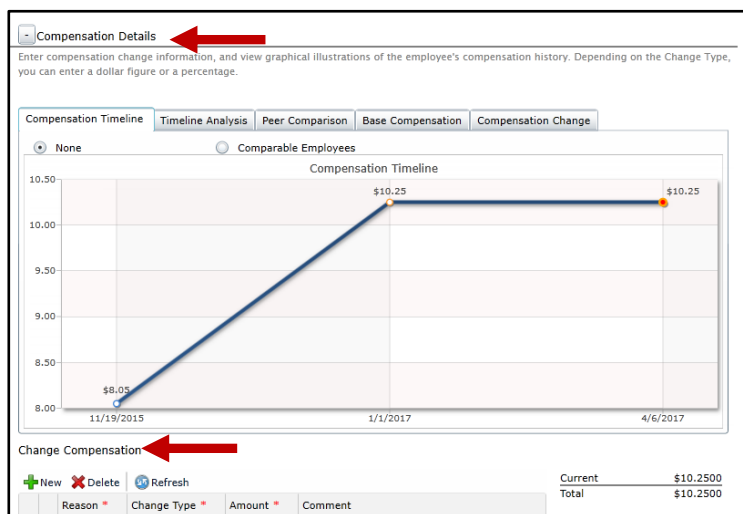 - Compensation Details
Enter compensation change information, and view graphical illustrations of the employee's compensation history. Depending on the Change Type,
you can enter a dollar figure or a percentage.
Compensation Timeline Timeline Analysis Peer Comparison Base Compensation Compensation Change
None Comparable Employees
Compensation Timeline
10.50
$10.25 $10.25
10.00
9.50
9.00
8.50
$8.05
8.00
11/19/2015 1/1/2017 4/6/2017
Change Compensation
New Delete Refresh
Current $10.2500
Total $10.2500
Reason * Change Type * Amount * Comment